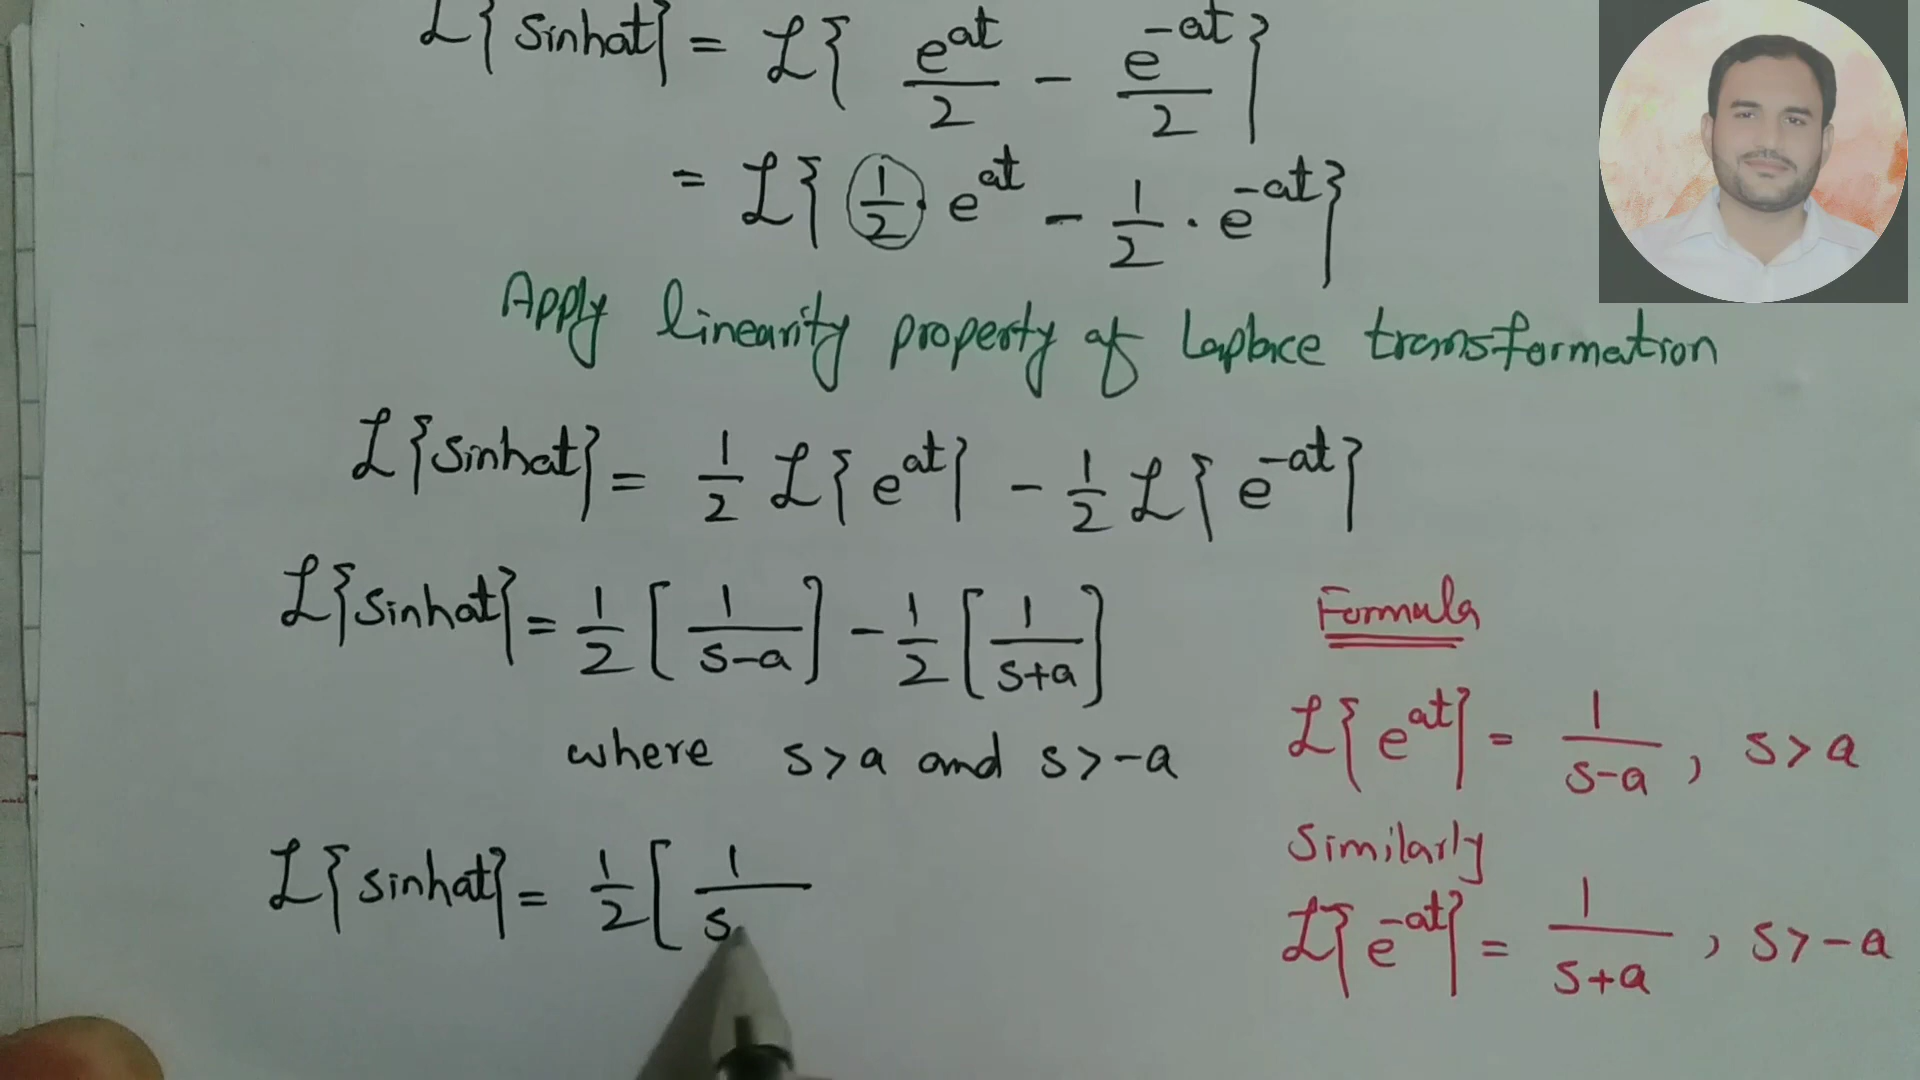 ℒ{sinhat} = ℒ{ e^{at}/2 - e^{-at}/2 }
= ℒ{ 1/2 · e^{at} - 1/2 · e^{-at} }
Apply linearity property of Laplace transformation
ℒ{sinhat} = 1/2 ℒ{e^{at}} - 1/2 ℒ{e^{-at}}
ℒ{sinhat} = 1/2 [1/(s-a)] - 1/2 [1/(s+a)]
where s>a and s>-a
ℒ{sinhat} = 1/2 [ 1/s
Formula
ℒ{e^{at}} = 1/(s-a), s>a
Similarly
ℒ{e^{-at}} = 1/(s+a), s>-a